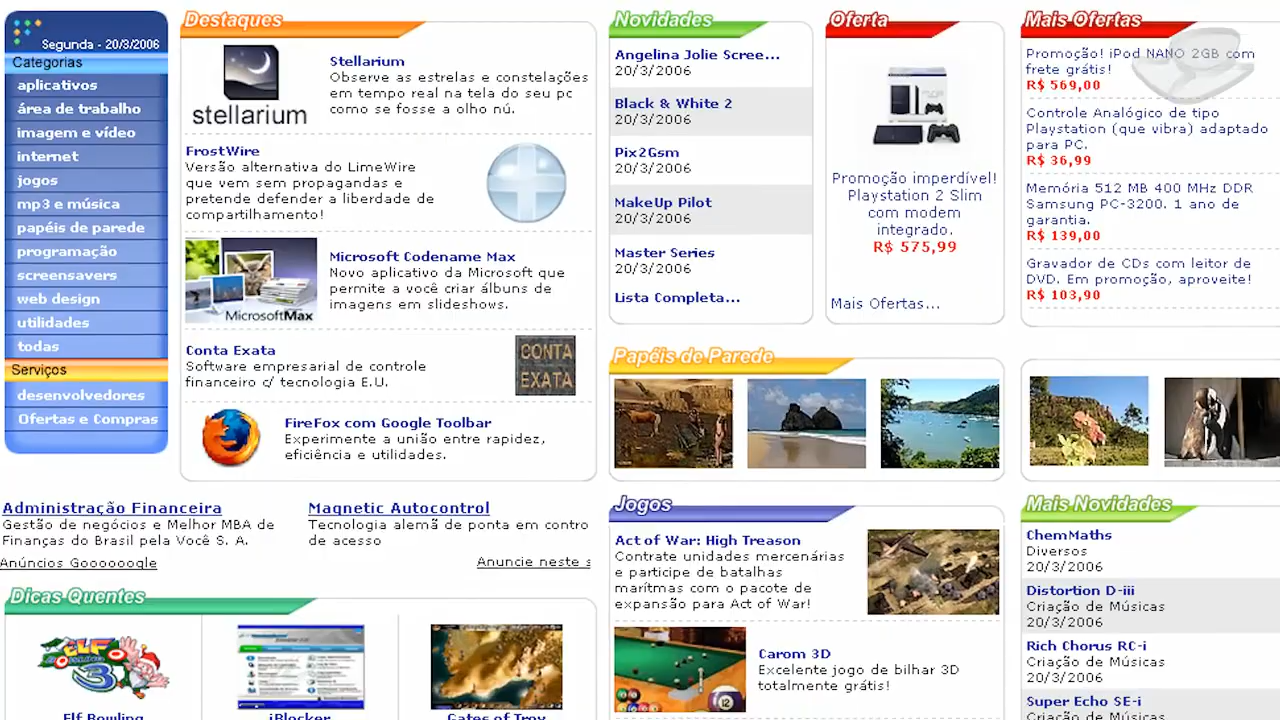 Segunda - 20/3/2006
Categorias
aplicativos
área de trabalho
imagem e vídeo
internet
jogos
mp3 e música
papéis de parede
programação
screensavers
web design
utilidades
todas
Serviços
desenvolvedores
Ofertas e Compras
Destaques
stellarium
Stellarium
Observe as estrelas e constelações
em tempo real na tela do seu pc
como se fosse a olho nú.
FrostWire
Versão alternativa do LimeWire
que vem sem propagandas e
pretende defender a liberdade de
compartilhamento!
MicrosoftMax
Microsoft Codename Max
Novo aplicativo da Microsoft que
permite a você criar álbuns de
imagens em slideshows.
Conta Exata
Software empresarial de controle
financeiro c/ tecnologia E.U.
CONTA
EXATA
FireFox com Google Toolbar
Experimente a união entre rapidez,
eficiência e utilidades.
Novidades
Angelina Jolie Scree...
20/3/2006
Black & White 2
20/3/2006
Pix2Gsm
20/3/2006
MakeUp Pilot
20/3/2006
Master Series
20/3/2006
Lista Completa...
Oferta
Promoção imperdível!
Playstation 2 Slim
com modem
integrado.
R$ 575,99
Mais Ofertas...
Mais Ofertas
Promoção! iPod NANO 2GB com
frete grátis!
R$ 569,00
Controle Analógico de tipo
Playstation (que vibra) adaptado
para PC.
R$ 36,99
Memória 512 MB 400 MHz DDR
Samsung PC-3200. 1 ano de
garantia.
R$ 139,00
Gravador de CDs com leitor de
DVD. Em promoção, aproveite!
R$ 103,90
Papéis de Parede
Administração Financeira
Gestão de negócios e Melhor MBA de
Finanças do Brasil pela Você S. A.
Anúncios Goooooogle
Magnetic Autocontrol
Tecnologia alemã de ponta em contro
de acesso
Anuncie neste s
Jogos
Act of War: High Treason
Contrate unidades mercenárias
e participe de batalhas
marítmas com o pacote de
expansão para Act of War!
Carom 3D
Excelente jogo de bilhar 3D
totalmente grátis!
12
Mais Novidades
ChemMaths
Diversos
20/3/2006
Distortion D-iii
Criação de Músicas
20/3/2006
Rich Chorus RC-i
Criação de Músicas
20/3/2006
Super Echo SE-i
Criação de Músicas
Dicas Quentes
Elf Bowling
iBlocker
Gates of Troy